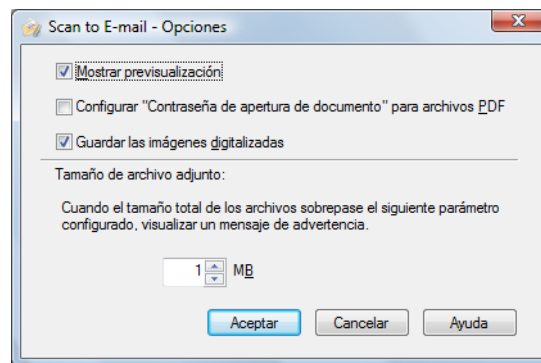 Scan to E-mail - Opciones
Mostrar previsualización
Configurar "Contraseña de apertura de documento" para archivos PDF
Guardar las imágenes digitalizadas
Tamaño de archivo adjunto:
Cuando el tamaño total de los archivos sobrepase el siguiente parámetro
configurado, visualizar un mensaje de advertencia.
1 MB
Aceptar Cancelar Ayuda